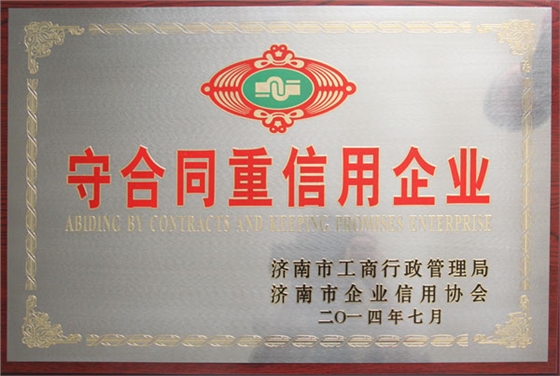 守合同重信用企业
ABIDING BY CONTRACTS AND KEEPING PROMISES ENTERPRISE
济南市工商行政管理局
济南市企业信用协会
二〇一四年七月